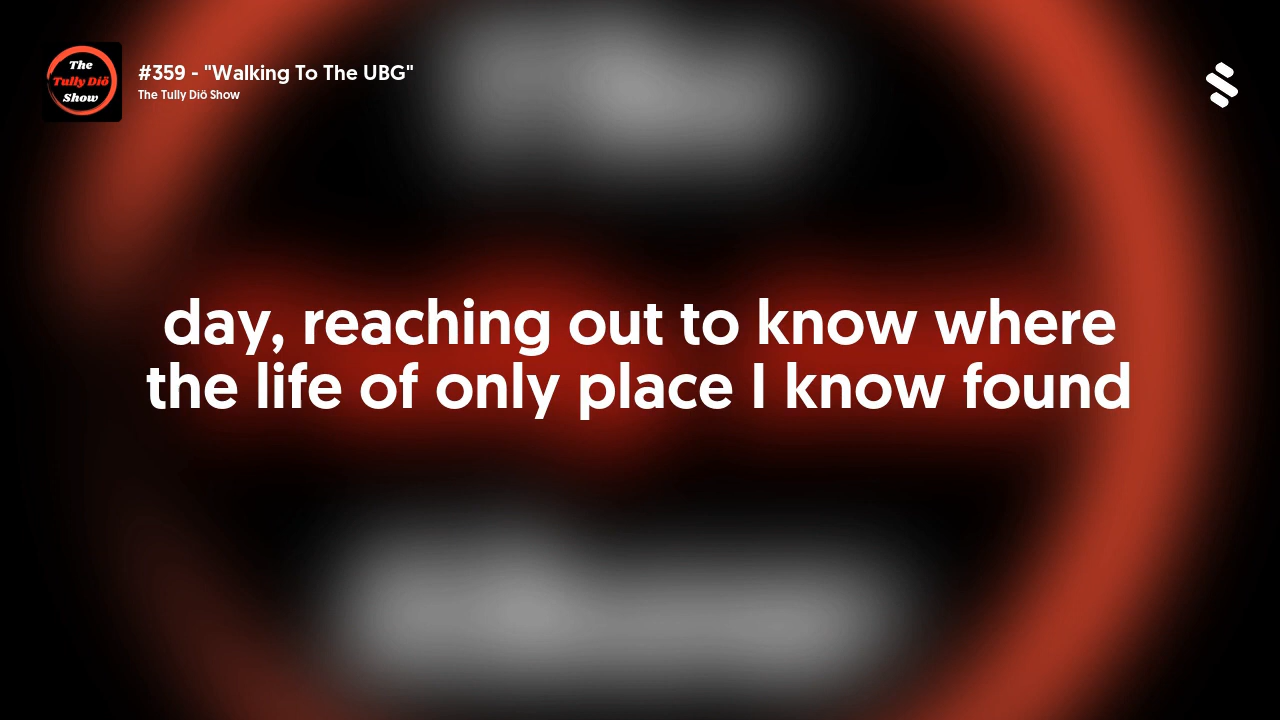 The
Tully Diö
Show
#359 - "Walking To The UBG"
The Tully Diö Show
day, reaching out to know where
the life of only place I know found